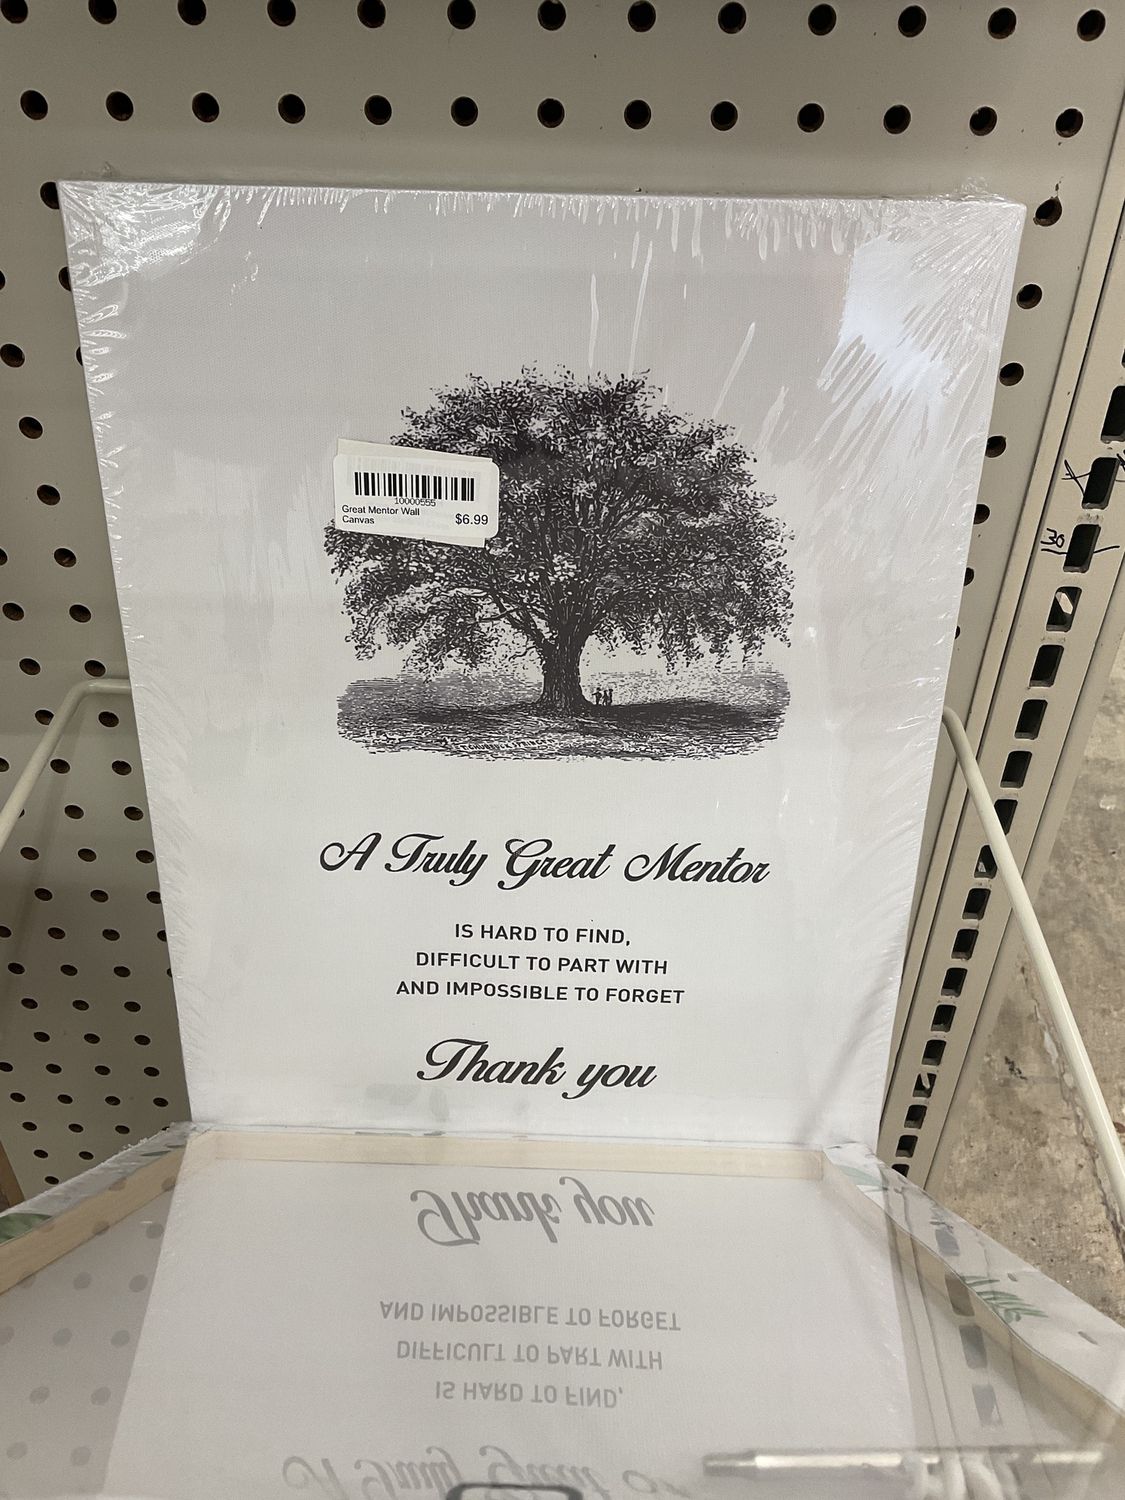 10000555
Great Mentor Wall
Canvas
$6.99
A Truly Great Mentor
IS HARD TO FIND,
DIFFICULT TO PART WITH
AND IMPOSSIBLE TO FORGET
Thank you
30
Thank you
AND IMPOSSIBLE TO FORGET
DIFFICULT TO PART WITH
IS HARD TO FIND,